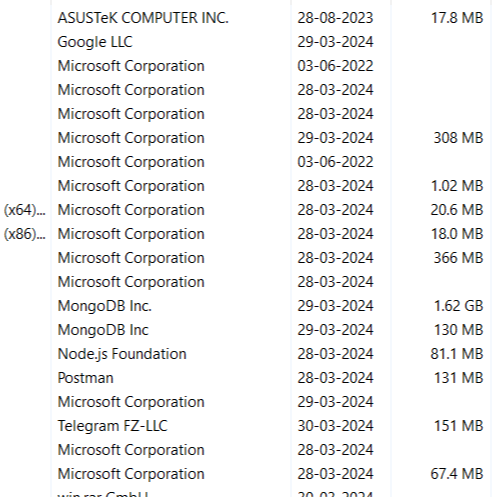 ASUSTeK COMPUTER INC. 28-08-2023 17.8 MB
Google LLC 29-03-2024
Microsoft Corporation 03-06-2022
Microsoft Corporation 28-03-2024
Microsoft Corporation 28-03-2024
Microsoft Corporation 29-03-2024 308 MB
Microsoft Corporation 03-06-2022
Microsoft Corporation 28-03-2024 1.02 MB
(x64)... Microsoft Corporation 28-03-2024 20.6 MB
(x86)... Microsoft Corporation 28-03-2024 18.0 MB
Microsoft Corporation 28-03-2024 366 MB
Microsoft Corporation 28-03-2024
MongoDB Inc. 29-03-2024 1.62 GB
MongoDB Inc 29-03-2024 130 MB
Node.js Foundation 28-03-2024 81.1 MB
Postman 28-03-2024 131 MB
Microsoft Corporation 29-03-2024
Telegram FZ-LLC 30-03-2024 151 MB
Microsoft Corporation 28-03-2024
Microsoft Corporation 28-03-2024 67.4 MB
win.rar GmbH 30-03-2024